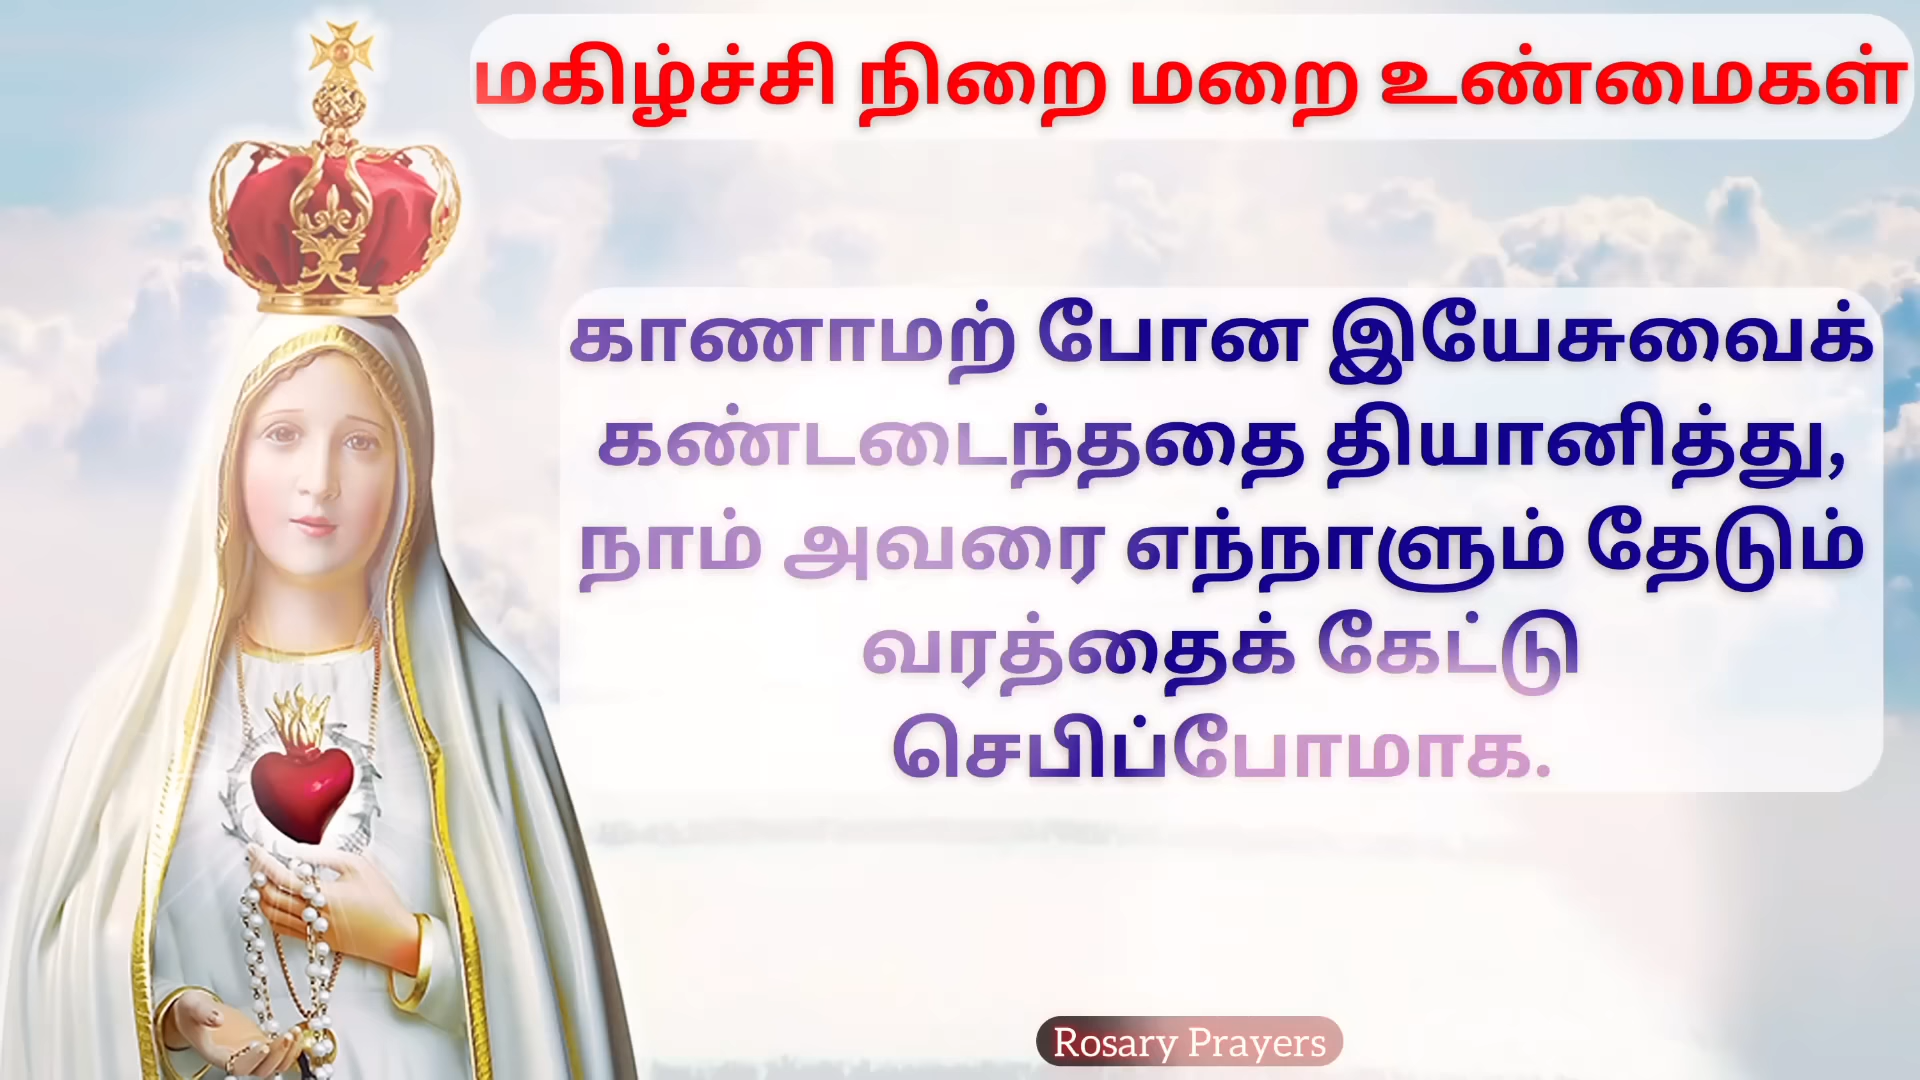 மகிழ்ச்சி நிறை மறை உண்மைகள்
காணாமற் போன இயேசுவைக்
கண்டடைந்ததை தியானித்து,
நாம் அவரை எந்நாளும் தேடும்
வரத்தைக் கேட்டு
செபிப்போமாக.
Rosary Prayers